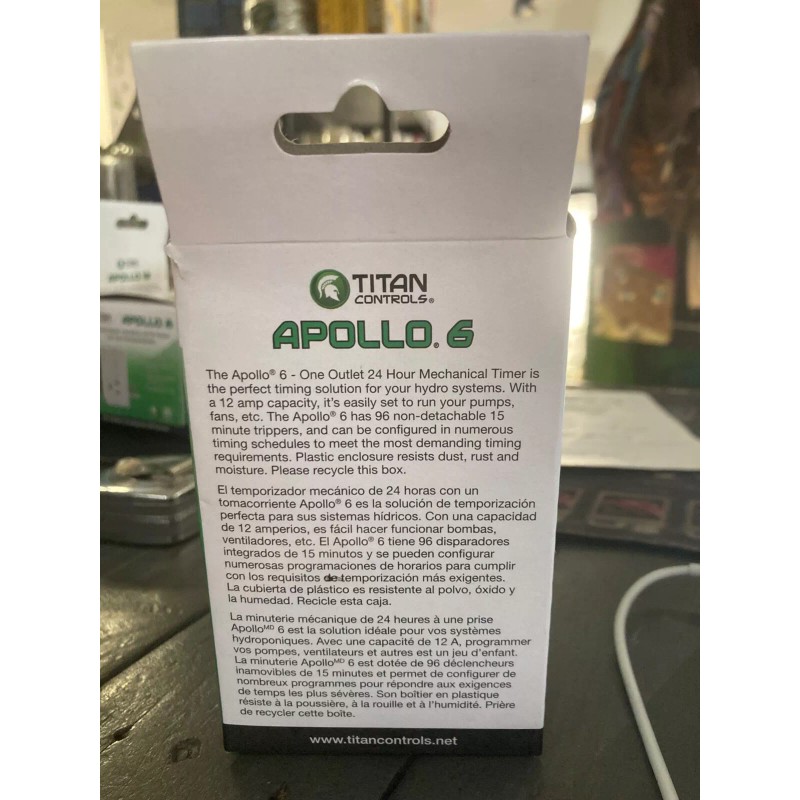 TITAN
CONTROLS®
APOLLO® 6
The Apollo® 6 - One Outlet 24 Hour Mechanical Timer is
the perfect timing solution for your hydro systems. With
a 12 amp capacity, it's easily set to run your pumps,
fans, etc. The Apollo® 6 has 96 non-detachable 15
minute trippers, and can be configured in numerous
timing schedules to meet the most demanding timing
requirements. Plastic enclosure resists dust, rust and
moisture. Please recycle this box.
El temporizador mecánico de 24 horas con un
tomacorriente Apollo® 6 es la solución de temporización
perfecta para sus sistemas hídricos. Con una capacidad
de 12 amperios, es fácil hacer funcionar bombas,
ventiladores, etc. El Apollo® 6 tiene 96 disparadores
integrados de 15 minutos y se pueden configurar
numerosas programaciones de horarios para cumplir
con los requisitos de temporización más exigentes.
La cubierta de plástico es resistente al polvo, óxido y
la humedad. Recicle esta caja.
La minuterie mécanique de 24 heures à une prise
Apolloᴹᴰ 6 est la solution idéale pour vos systèmes
hydroponiques. Avec une capacité de 12 A, programmer
vos pompes, ventilateurs et autres est un jeu d'enfant.
La minuterie Apolloᴹᴰ 6 est dotée de 96 déclencheurs
inamovibles de 15 minutes et permet de configurer de
nombreux programmes pour répondre aux exigences
de temps les plus sévères. Son boîtier en plastique
résiste à la poussière, à la rouille et à l'humidité. Prière
de recycler cette boîte.
www.titancontrols.net
APOLLO
APOLLO